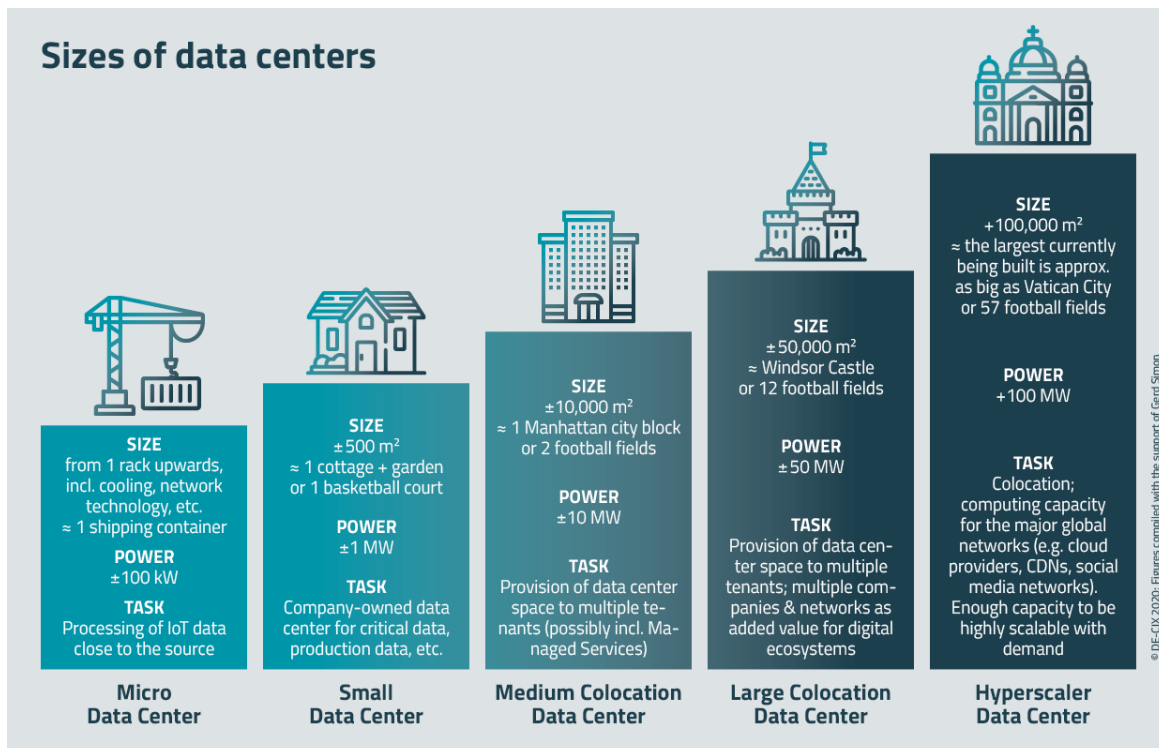 Sizes of data centers
SIZE
from 1 rack upwards,
incl. cooling, network
technology, etc.
≈ 1 shipping container
POWER
±100 kW
TASK
Processing of IoT data
close to the source
Micro
Data Center
SIZE
±500 m²
≈ 1 cottage + garden
or 1 basketball court
POWER
±1 MW
TASK
Company-owned data
center for critical data,
production data, etc.
Small
Data Center
SIZE
±10,000 m²
≈ 1 Manhattan city block
or 2 football fields
POWER
±10 MW
TASK
Provision of data center
space to multiple te-
nants (possibly incl. Ma-
naged Services)
Medium Colocation
Data Center
SIZE
±50,000 m²
≈ Windsor Castle
or 12 football fields
POWER
±50 MW
TASK
Provision of data cen-
ter space to multiple
tenants; multiple com-
panies & networks as
added value for digital
ecosystems
Large Colocation
Data Center
SIZE
+100,000 m²
≈ the largest currently
being built is approx.
as big as Vatican City
or 57 football fields
POWER
+100 MW
TASK
Colocation;
computing capacity
for the major global
networks (e.g. cloud
providers, CDNs, social
media networks).
Enough capacity to be
highly scalable with
demand
Hyperscaler
Data Center
© DE-CIX 2020: Figures compiled with the support of Gerd Simon